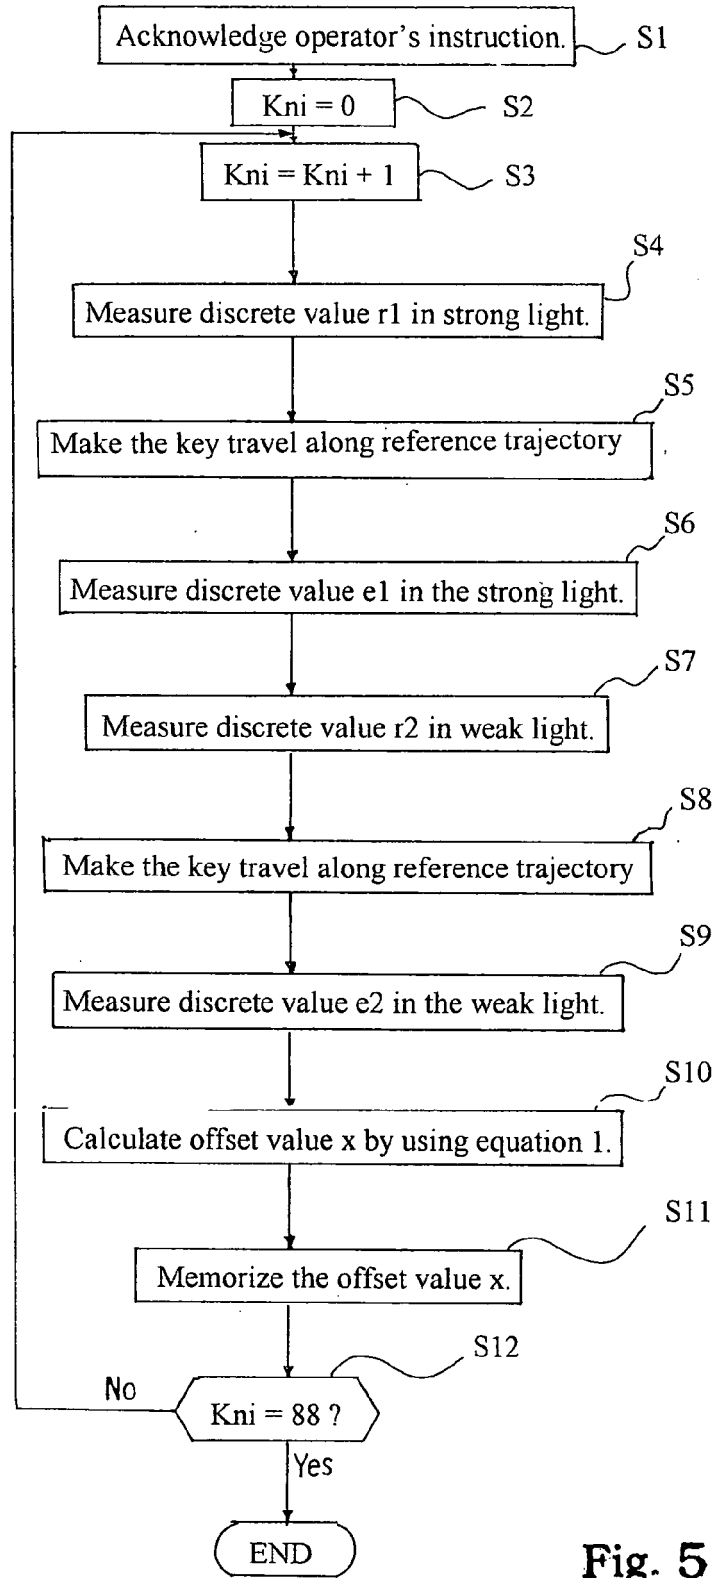 Acknowledge operator's instruction.
S1
Kni = 0
S2
Kni = Kni + 1
S3
S4
Measure discrete value r1 in strong light.
S5
Make the key travel along reference trajectory
S6
Measure discrete value e1 in the strong light.
S7
Measure discrete value r2 in weak light.
S8
Make the key travel along reference trajectory
S9
Measure discrete value e2 in the weak light.
S10
Calculate offset value x by using equation 1.
S11
Memorize the offset value x.
S12
No
Kni = 88 ?
Yes
END
Fig. 5